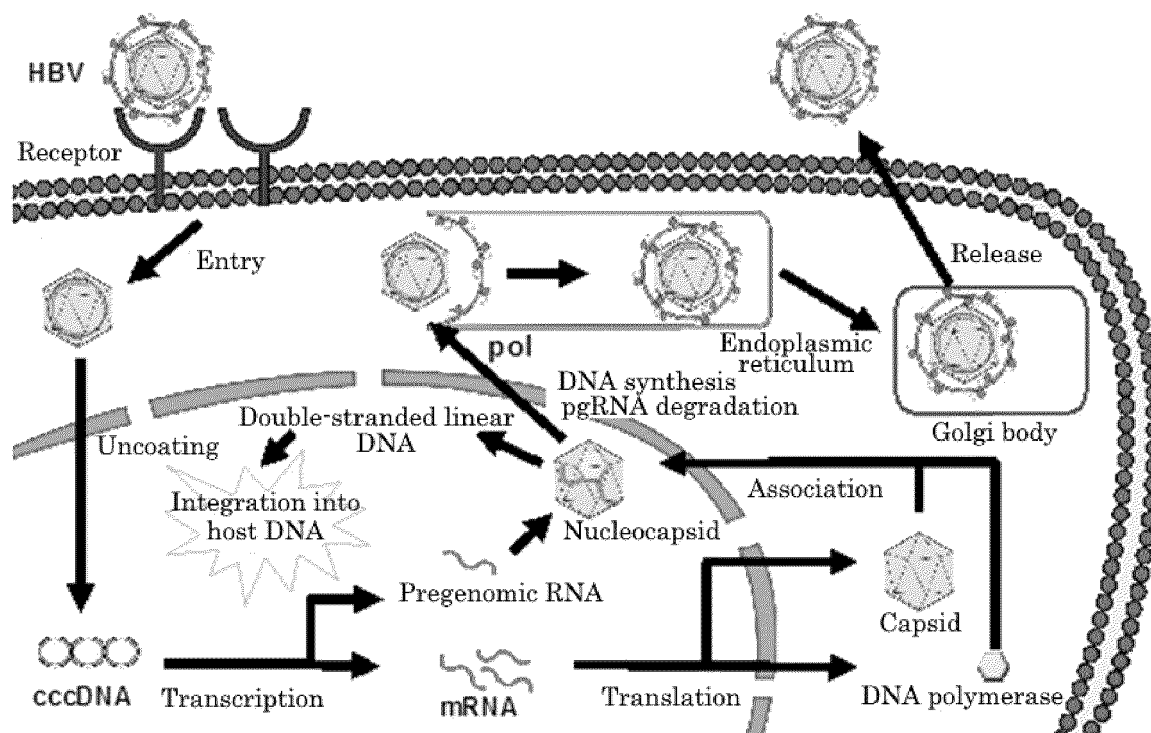 HBV
Receptor
Entry
Release
pol
Endoplasmic
reticulum
DNA synthesis
pgRNA degradation
Golgi body
Double-stranded linear
DNA
Uncoating
Integration into
host DNA
Association
Nucleocapsid
Pregenomic RNA
Capsid
cccDNA
Transcription
mRNA
Translation
DNA polymerase